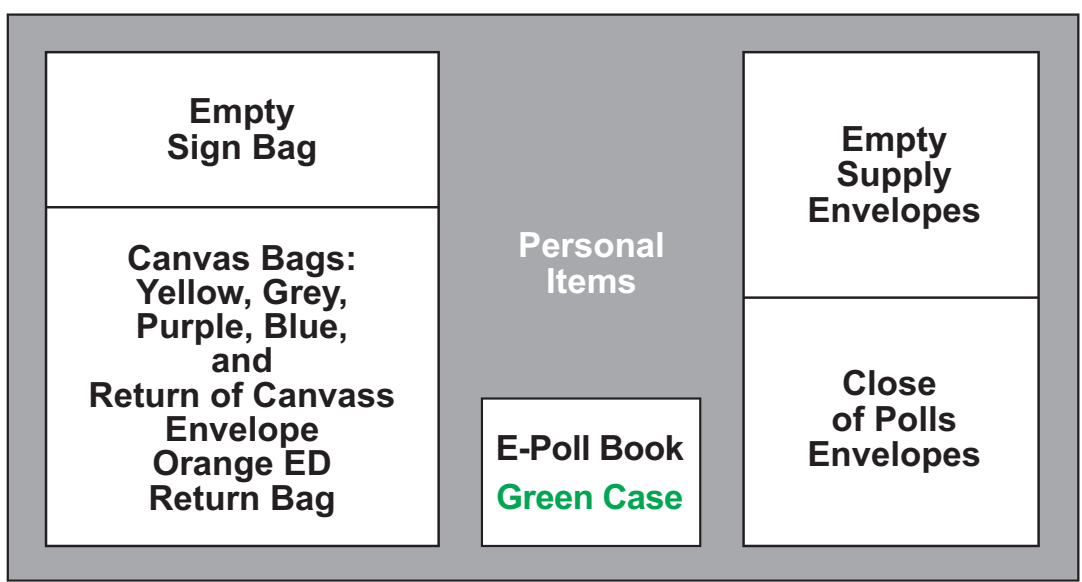 Empty
Sign Bag
Canvas Bags:
Yellow, Grey,
Purple, Blue,
and
Return of Canvass
Envelope
Orange ED
Return Bag
Personal
Items
E-Poll Book
Green Case
Empty
Supply
Envelopes
Close
of Polls
Envelopes